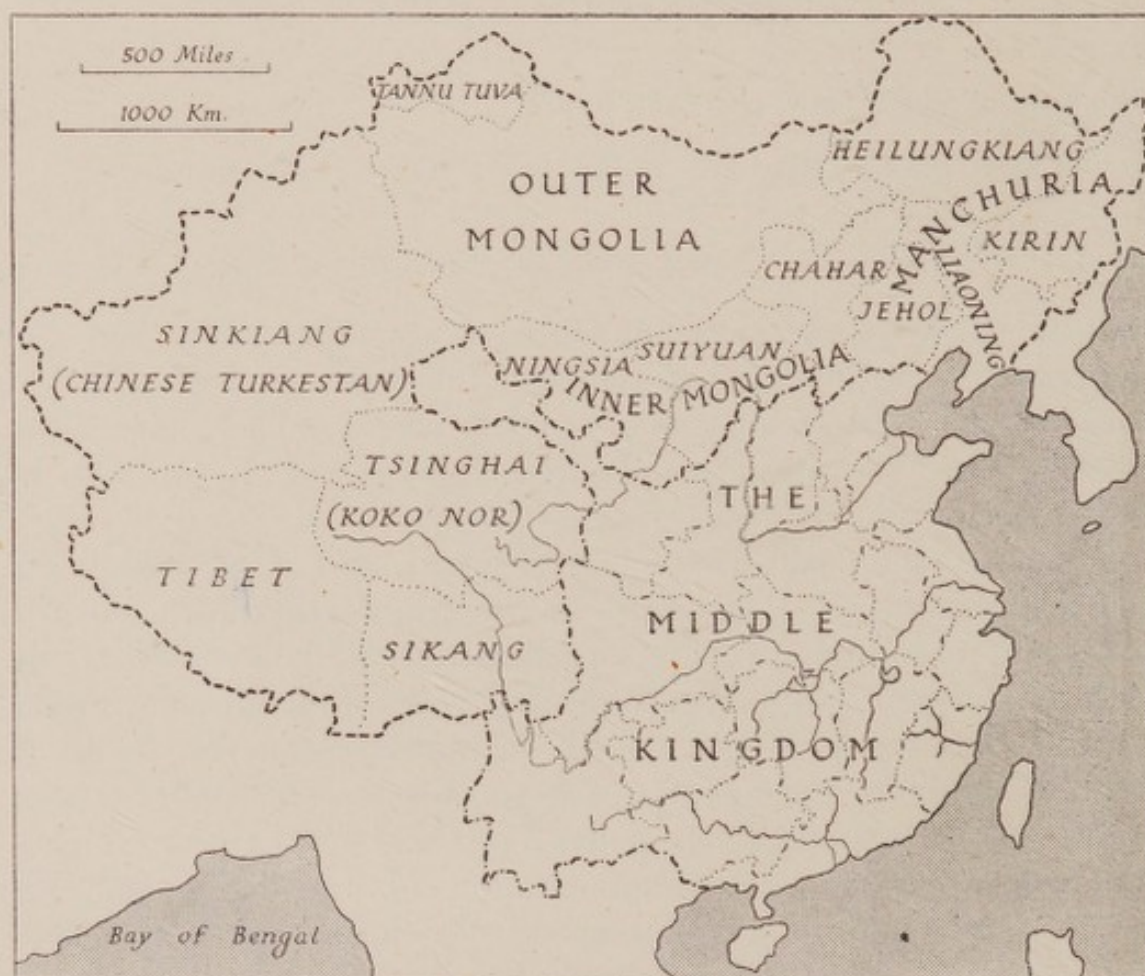 500 Miles
1000 Km.
TANNU TUVA
HEILUNGKIANG
OUTER
MONGOLIA
MANCHURIA
KIRIN
CHAHAR
LIAONING
JEHOL
SINKIANG
(CHINESE TURKESTAN)
NINGSIA
SUIYUAN
INNER MONGOLIA
TSINGHAI
(KOKO NOR)
THE
TIBET
MIDDLE
SIKANG
KINGDOM
Bay of Bengal